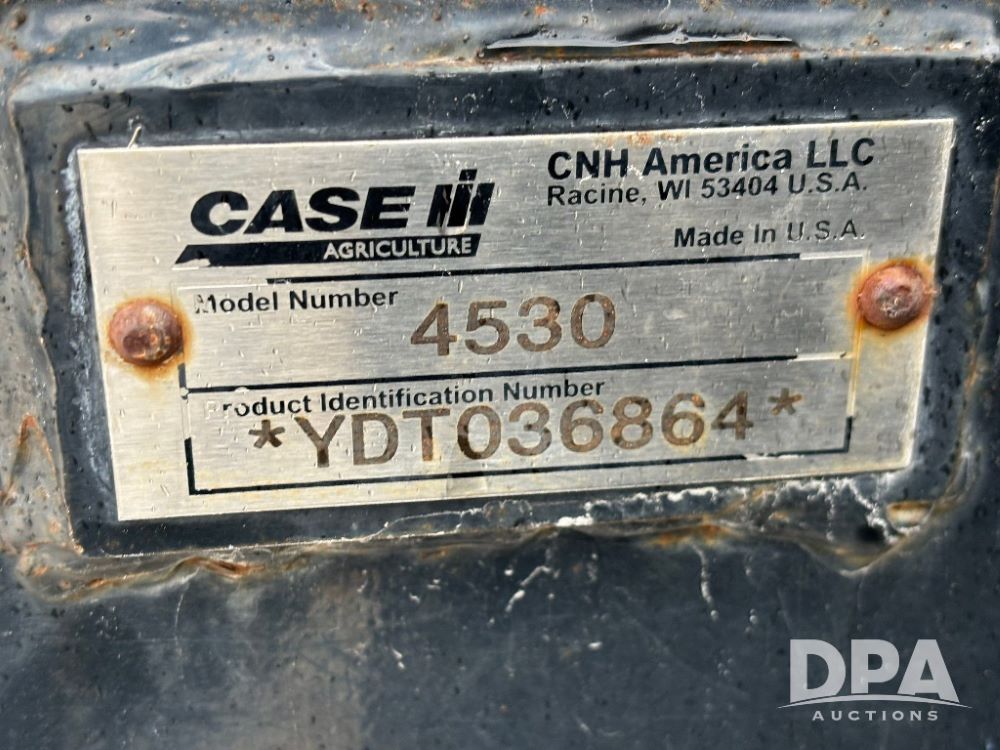 CASE IH
AGRICULTURE
CNH America LLC
Racine, WI 53404 U.S.A.
Made In U.S.A.
Model Number
4530
Product Identification Number
*YDT036864*
DPA
AUCTIONS